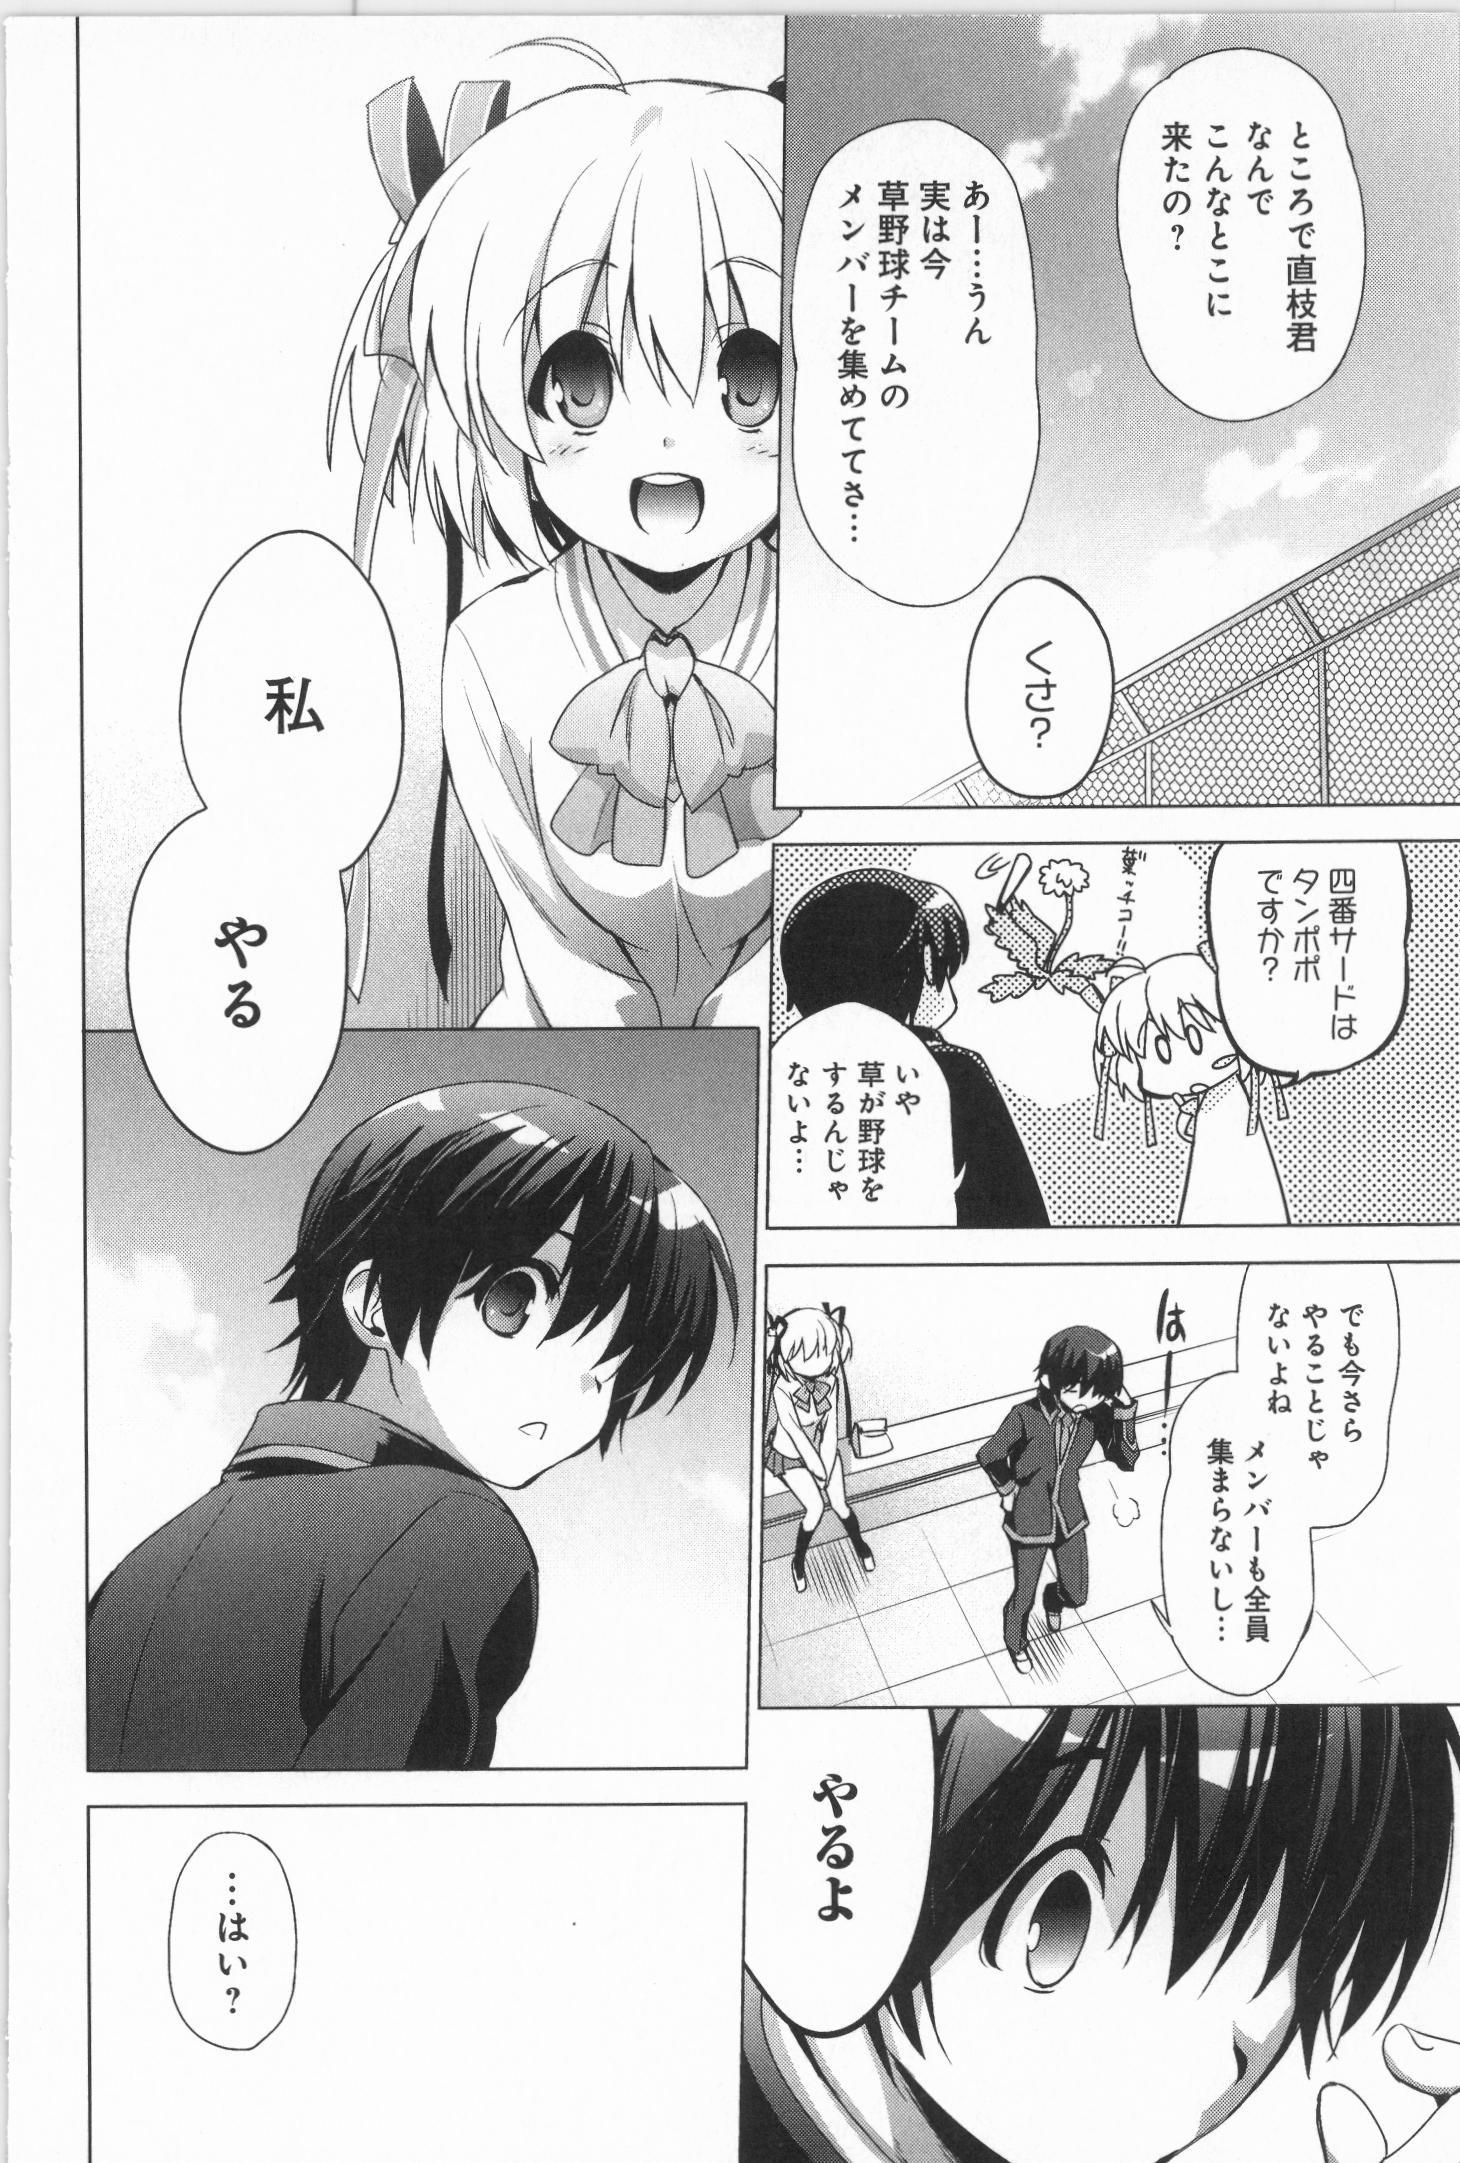 ところで直枝君
なんで
こんなとこに
来たの？
あー…うん
実は今
草野球チームの
メンバーを集めててさ…
くさ？
四番サードは
タンポポ
ですか？
葉ッチコー!!
いや
草が野球を
するんじゃ
ないよ…
でも今さら
やることじゃ
ないよね
メンバーも全員
集まらないし…
はー…
やるよ
私
やる
…はい？